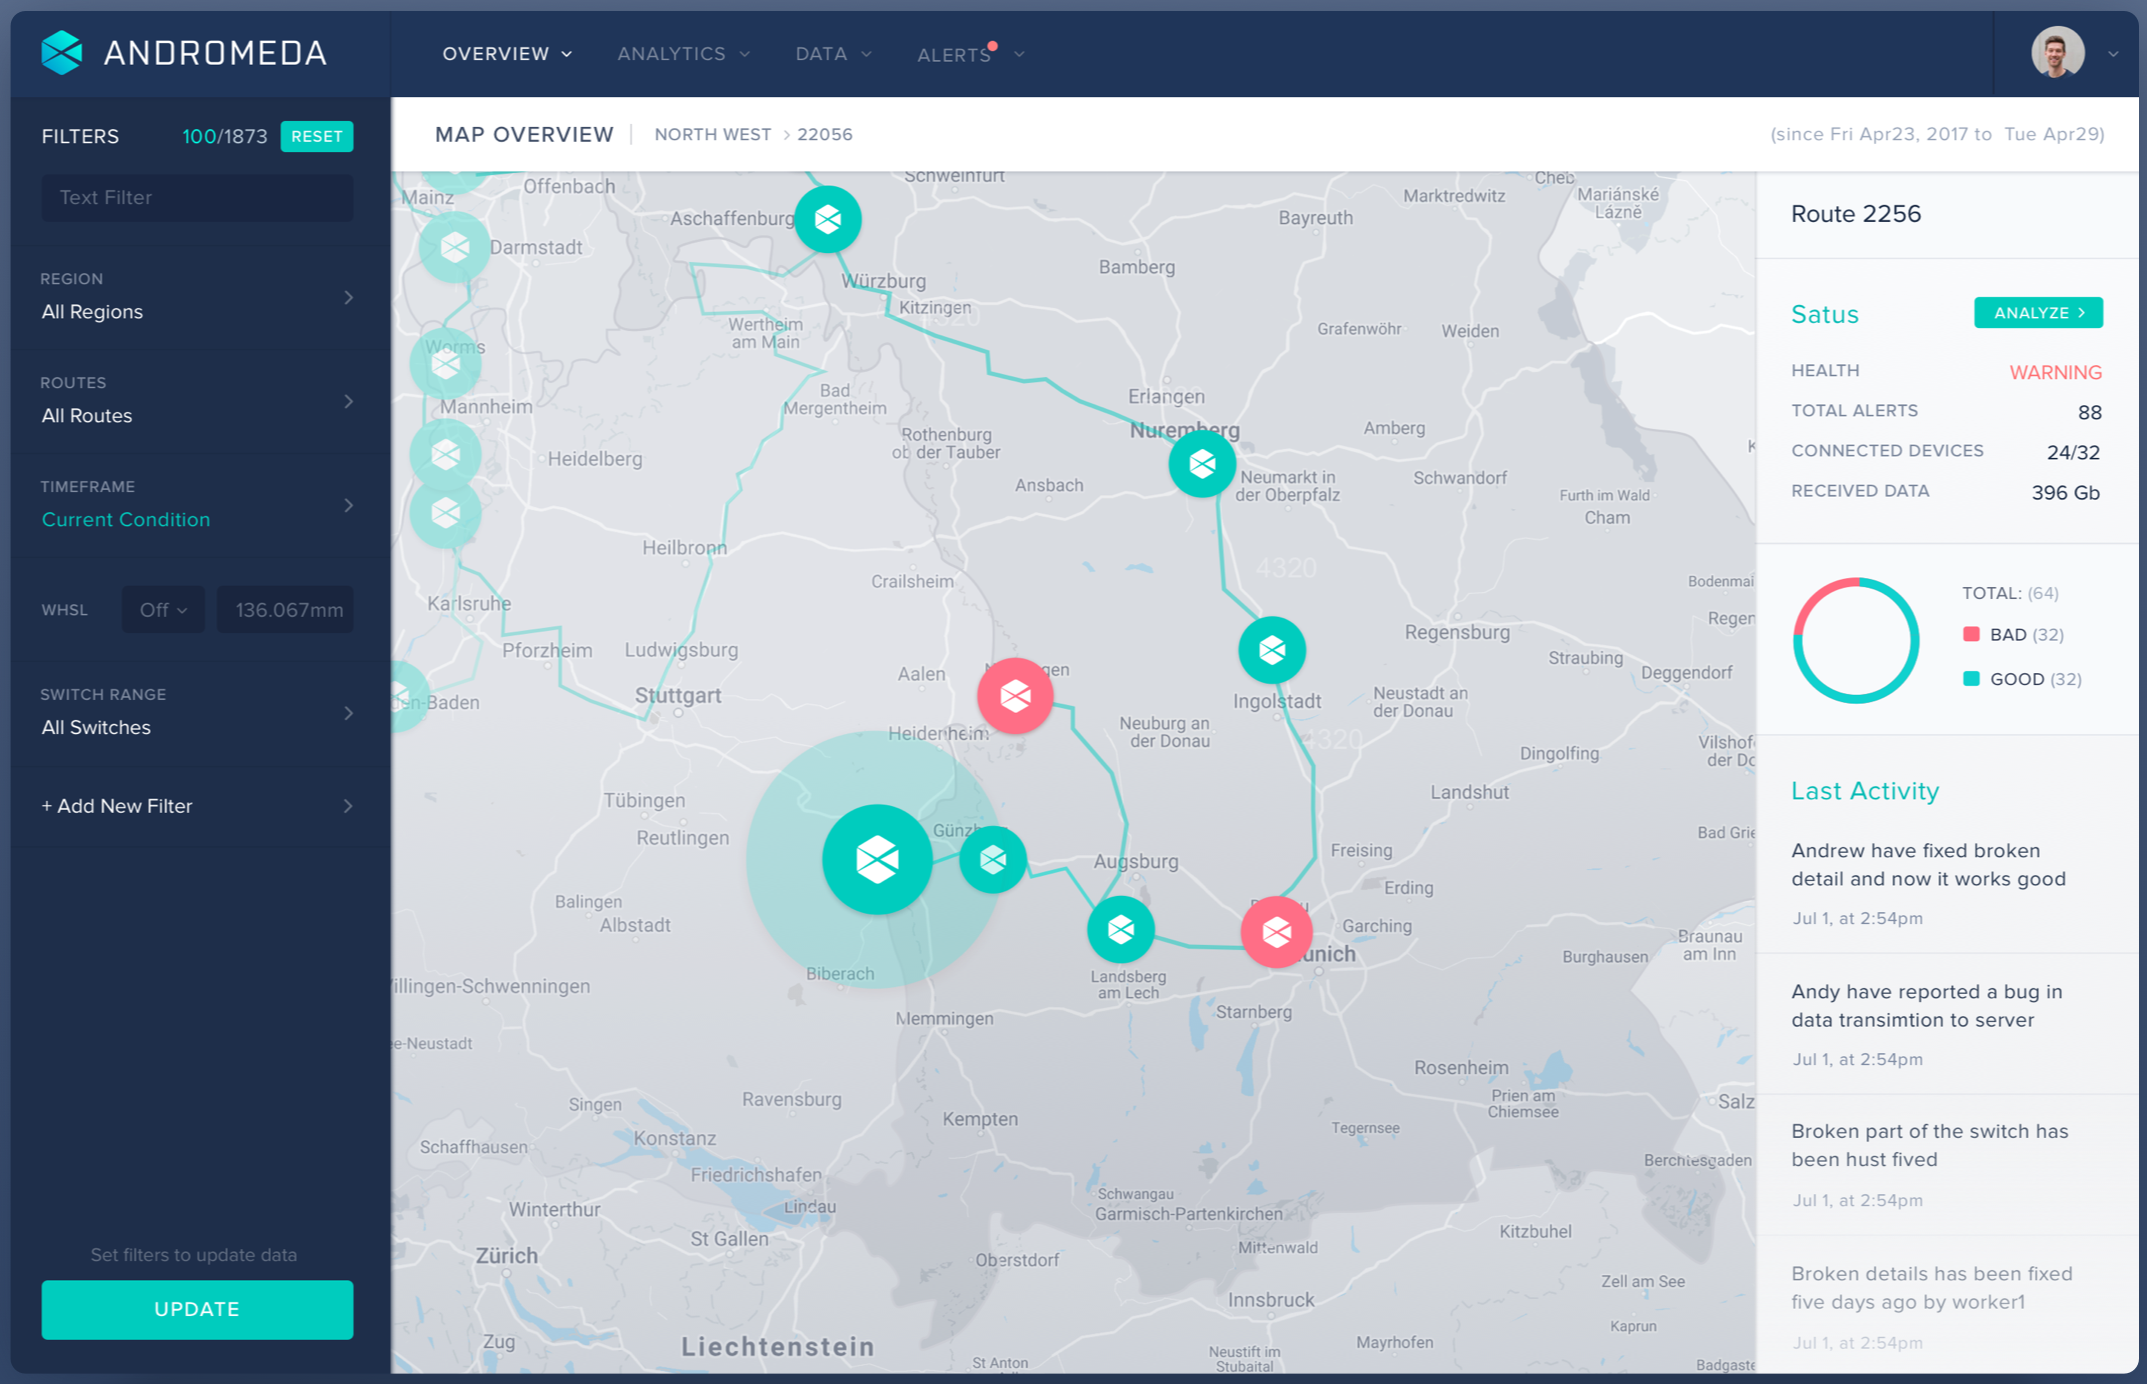 ANDROMEDA
OVERVIEW
ANALYTICS
DATA
ALERTS
FILTERS
100/1873
RESET
Text Filter
REGION
All Regions
ROUTES
All Routes
TIMEFRAME
Current Condition
WHSL
Off
136.067mm
SWITCH RANGE
All Switches
+ Add New Filter
Set filters to update data
UPDATE
MAP OVERVIEW
NORTH WEST > 22056
(since Fri Apr23, 2017 to Tue Apr29)
Mainz
Offenbach
Schweinfurt
Cheb
Aschaffenburg
Marktredwitz
Mariánské
Lázně
Bayreuth
Darmstadt
Bamberg
Würzburg
Kitzingen
4320
Wertheim
am Main
Grafenwöhr
Weiden
Worms
Bad
Mergentheim
Erlangen
Mannheim
Rothenburg
ob der Tauber
Nuremberg
Amberg
Heidelberg
Ansbach
Neumarkt in
der Oberpfalz
Schwandorf
Furth im Wald
Cham
Heilbronn
4320
Crailsheim
Bodenmai
Karlsruhe
Regen
Pforzheim
Ludwigsburg
Regensburg
Straubing
Aalen
gen
Deggendorf
den-Baden
Stuttgart
Ingolstadt
Neustadt an
der Donau
Neuburg an
der Donau
Heidenheim
4320
Dingolfing
Vilshofe
der Do
Tübingen
Landshut
Reutlingen
Günzb
Bad Grie
Augsburg
Freising
Erding
Balingen
Albstadt
Garching
Braunau
am Inn
unich
Burghausen
Biberach
Landsberg
am Lech
illingen-Schwenningen
Memmingen
Starnberg
e-Neustadt
Rosenheim
Prien am
Chiemsee
Singen
Ravensburg
Salz
Kempten
Tegernsee
Konstanz
Schaffhausen
Berchtesgaden
Friedrichshafen
Schwangau
Garmisch-Partenkirchen
Lindau
Winterthur
Kitzbuhel
St Gallen
Mittenwald
Zürich
Oberstdorf
Zell am See
Innsbruck
Kaprun
Zug
Liechtenstein
Mayrhofen
Neustift im
Stubaital
St Anton
Badgaste
Route 2256
Satus
ANALYZE >
HEALTH
WARNING
TOTAL ALERTS
88
CONNECTED DEVICES
24/32
RECEIVED DATA
396 Gb
TOTAL: (64)
BAD (32)
GOOD (32)
Last Activity
Andrew have fixed broken
detail and now it works good
Jul 1, at 2:54pm
Andy have reported a bug in
data transimtion to server
Jul 1, at 2:54pm
Broken part of the switch has
been hust fived
Jul 1, at 2:54pm
Broken details has been fixed
five days ago by worker1
Jul 1, at 2:54pm